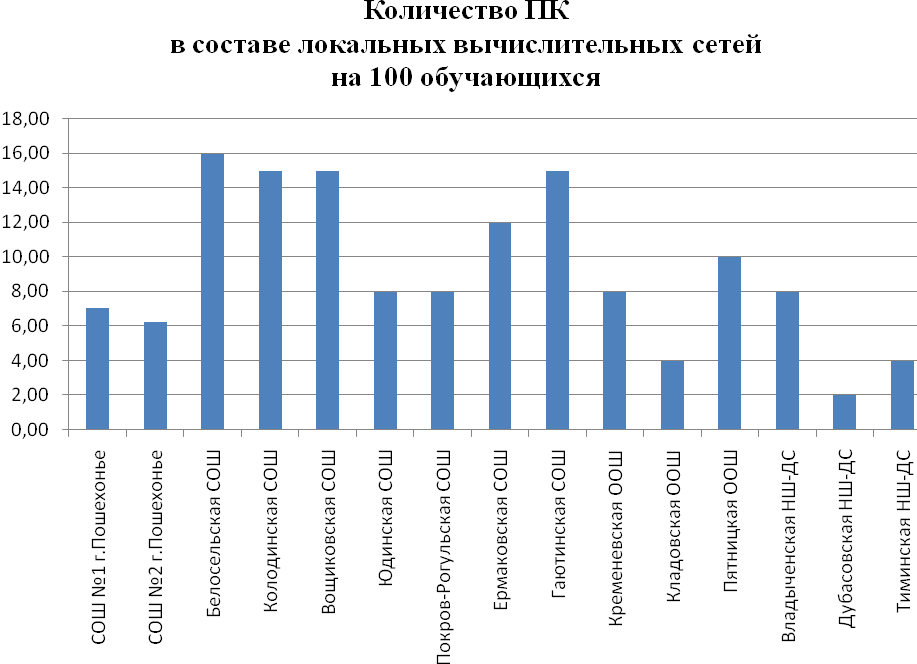 Количество ПК
в составе локальных вычислительных сетей
на 100 обучающихся
18,00
16,00
14,00
12,00
10,00
8,00
6,00
4,00
2,00
0,00
СОШ №1 г.Пошехонье
СОШ №2 г.Пошехонье
Белосельская СОШ
Колодинская СОШ
Вощиковская СОШ
Юдинская СОШ
Покров-Рогульская СОШ
Ермаковская СОШ
Гаютинская СОШ
Кременевская ООШ
Кладовская ООШ
Пятницкая ООШ
Владыченская НШ-ДС
Дубасовская НШ-ДС
Тиминская НШ-ДС